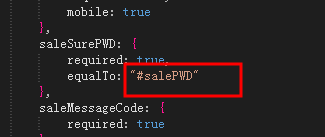 mobile: true
},
saleSurePWD: {
required: true,
equalTo: "#salePWD"
},
saleMessageCode: {
required: true